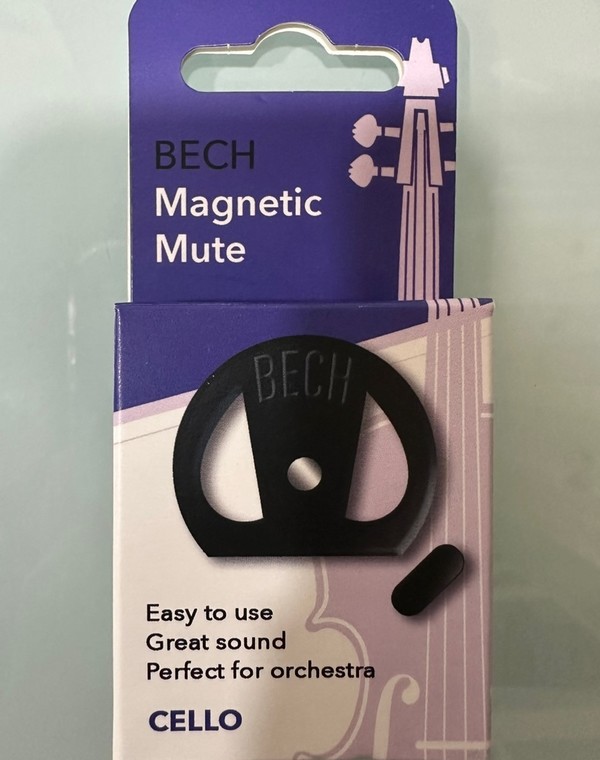 BECH
Magnetic
Mute
BECH
Easy to use
Great sound
Perfect for orchestra
CELLO